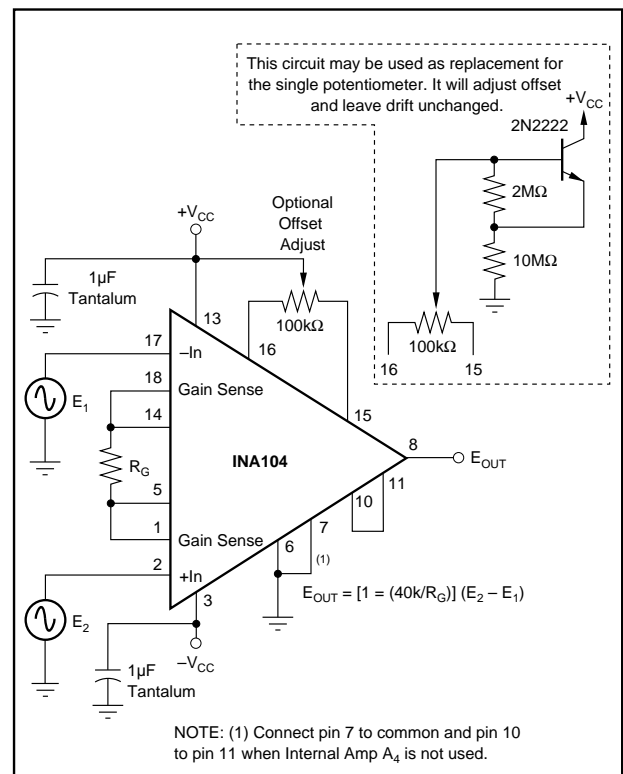 This circuit may be used as replacement for
the single potentiometer. It will adjust offset
and leave drift unchanged.
+VCC
2N2222
2MΩ
10MΩ
16
100kΩ
15
Optional
Offset
Adjust
+VCC
1µF
Tantalum
13
16
100kΩ
15
17
–In
18
Gain Sense
E1
14
RG
INA104
8
EOUT
5
11
10
1
Gain Sense
7
6
(1)
2
+In
EOUT = [1 = (40k/RG)] (E2 – E1)
3
E2
–VCC
1µF
Tantalum
NOTE: (1) Connect pin 7 to common and pin 10
to pin 11 when Internal Amp A4 is not used.